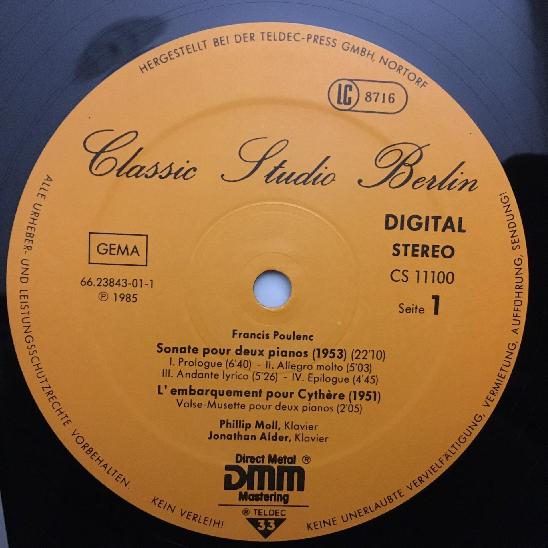 HERGESTELLT BEI DER TELDEC-PRESS GMBH, NORTORF
LC 8716
Classic Studio Berlin
DIGITAL
STEREO
CS 11100
Seite 1
GEMA
66.23843-01-1
℗ 1985
Francis Poulenc
Sonate pour deux pianos (1953) (22'10)
I. Prologue (6'40) - II. Allegro molto (5'03)
III. Andante lyrico (5'26) - IV. Epilogue (4'45)
L'embarquement pour Cythère (1951)
Valse-Musette pour deux pianos (2'05)
Phillip Moll, Klavier
Jonathan Alder, Klavier
Direct Metal ®
DMM
Mastering
® TELDEC
33
ALLE URHEBER- UND LEISTUNGSSCHUTZRECHTE VORBEHALTEN.
KEIN VERLEIH!
KEINE UNERLAUBTE VERVIELFÄLTIGUNG, VERMIETUNG, AUFFÜHRUNG, SENDUNG!